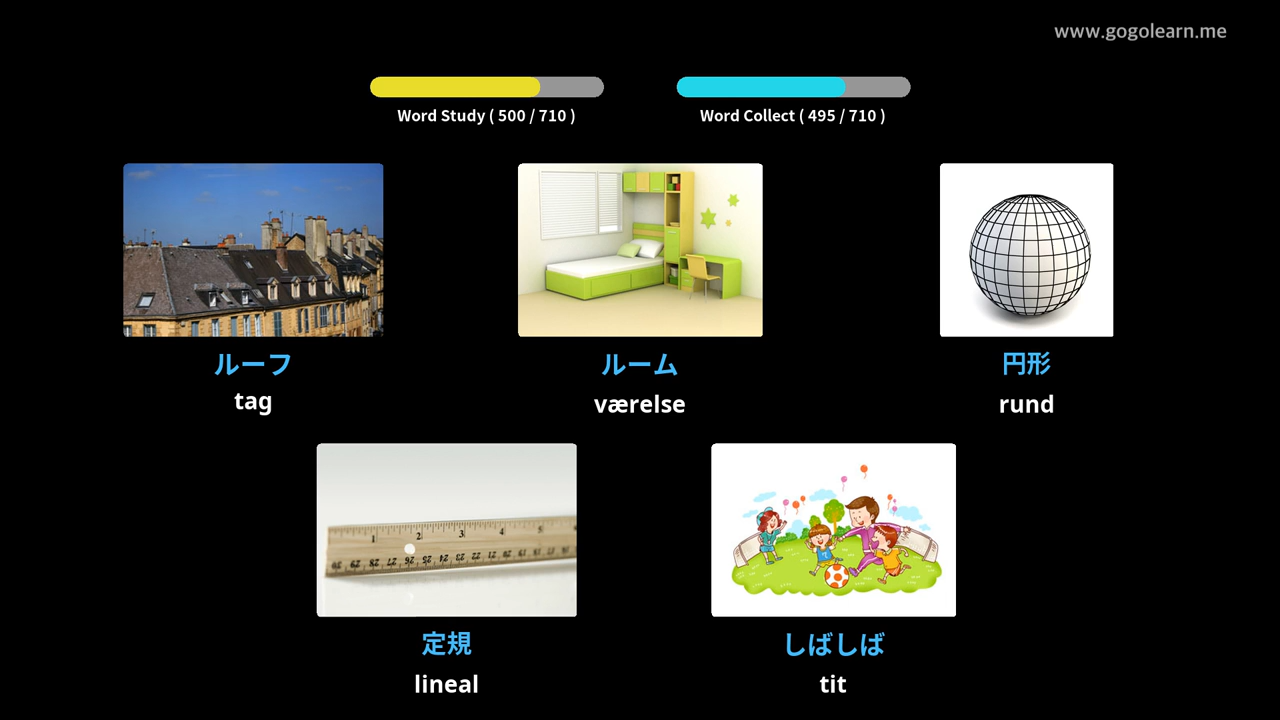 www.gogolearn.me
Word Study ( 500 / 710 )
Word Collect ( 495 / 710 )
ルーフ
ルーム
円形
tag
værelse
rund
定規
しばしば
lineal
tit